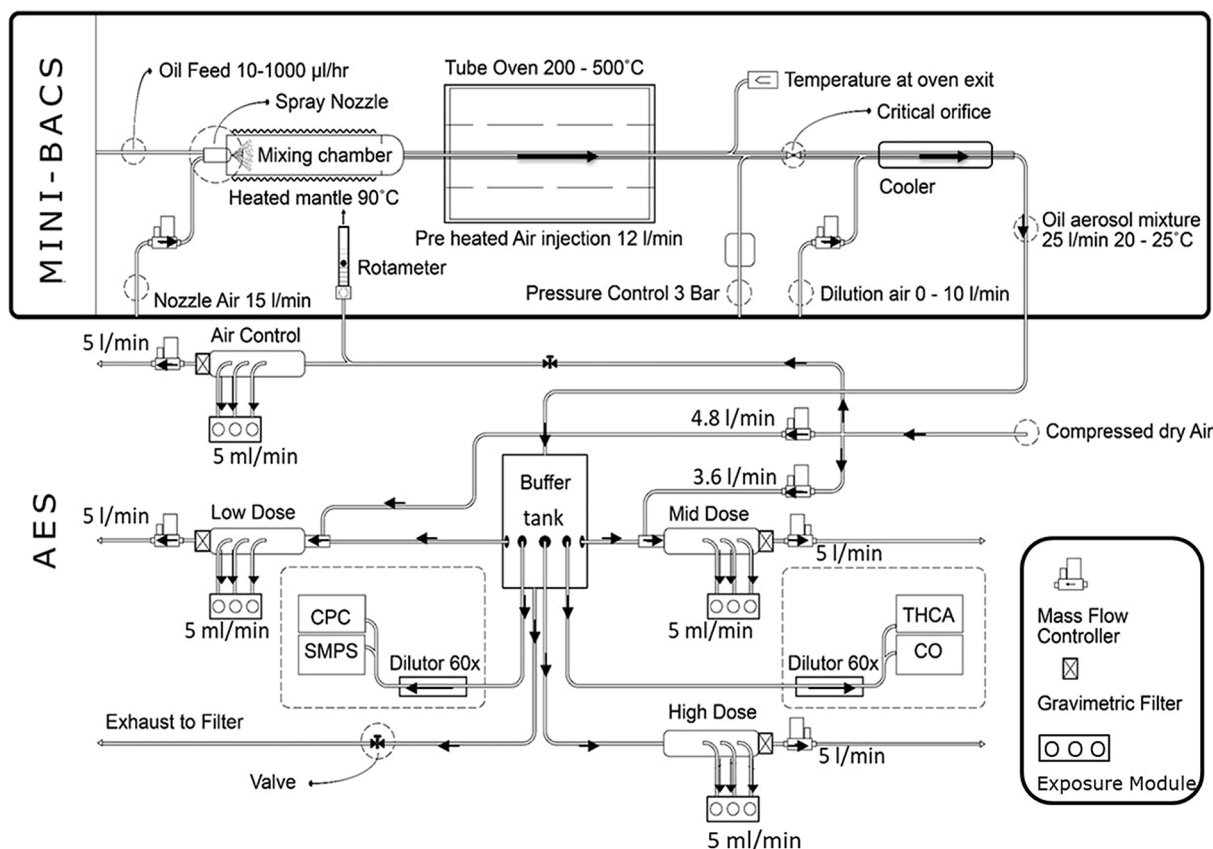 MINI-BACS
Oil Feed 10-1000 µl/hr
Spray Nozzle
Mixing chamber
Heated mantle 90˚C
Tube Oven 200 - 500˚C
Pre heated Air injection 12 l/min
Temperature at oven exit
Critical orifice
Cooler
Oil aerosol mixture
25 l/min 20 - 25˚C
Rotameter
Nozzle Air 15 l/min
Pressure Control 3 Bar
Dilution air 0 - 10 l/min
AES
5 l/min
Air Control
5 ml/min
4.8 l/min
Compressed dry Air
3.6 l/min
Buffer
tank
5 l/min
Low Dose
5 ml/min
Mid Dose
5 l/min
5 ml/min
CPC
SMPS
Dilutor 60x
THCA
CO
Dilutor 60x
Exhaust to Filter
Valve
High Dose
5 l/min
5 ml/min
Mass Flow
Controller
Gravimetric Filter
Exposure Module